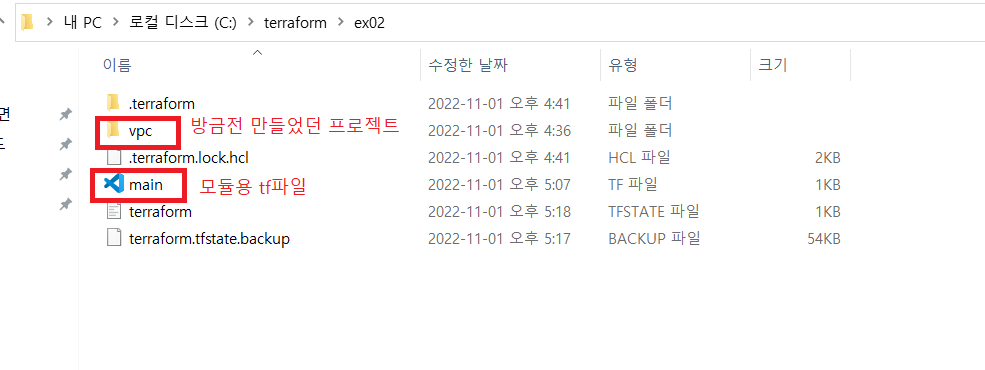 내 PC > 로컬 디스크 (C:) > terraform > ex02
이름 수정한 날짜 유형 크기
.terraform 2022-11-01 오후 4:41 파일 폴더
면
vpc 방금전 만들었던 프로젝트 2022-11-01 오후 4:36 파일 폴더
드
.terraform.lock.hcl 2022-11-01 오후 4:41 HCL 파일 2KB
main 모듈용 tf파일 2022-11-01 오후 5:07 TF 파일 1KB
terraform 2022-11-01 오후 5:18 TFSTATE 파일 1KB
terraform.tfstate.backup 2022-11-01 오후 5:17 BACKUP 파일 54KB